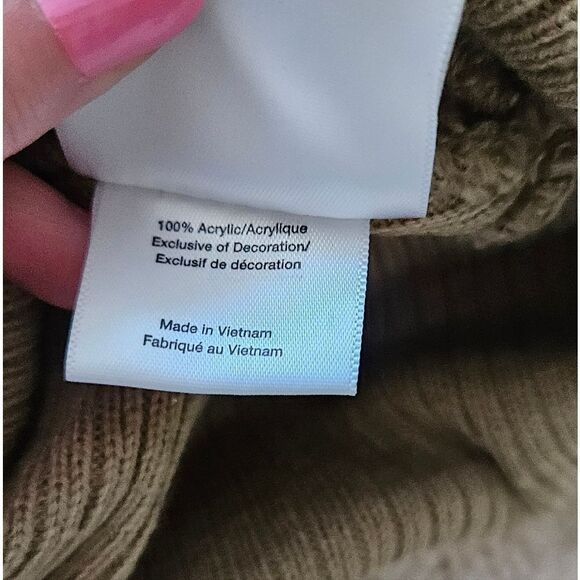 100% Acrylic/Acrylique
Exclusive of Decoration/
Exclusif de décoration
Made in Vietnam
Fabriqué au Vietnam